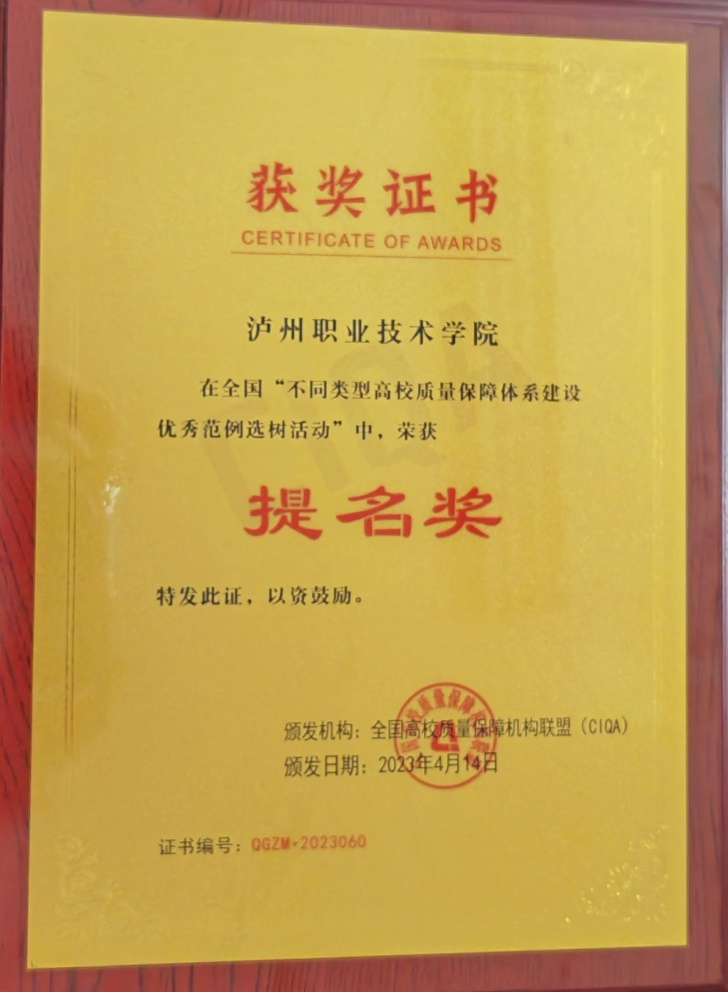 获奖证书
CERTIFICATE OF AWARDS
泸州职业技术学院
在全国“不同类型高校质量保障体系建设
优秀范例选树活动”中，荣获
提名奖
特发此证，以资鼓励。
颁发机构：全国高校质量保障机构联盟（CIQA）
颁发日期：2023年4月14日
证书编号：QGZM-2023060